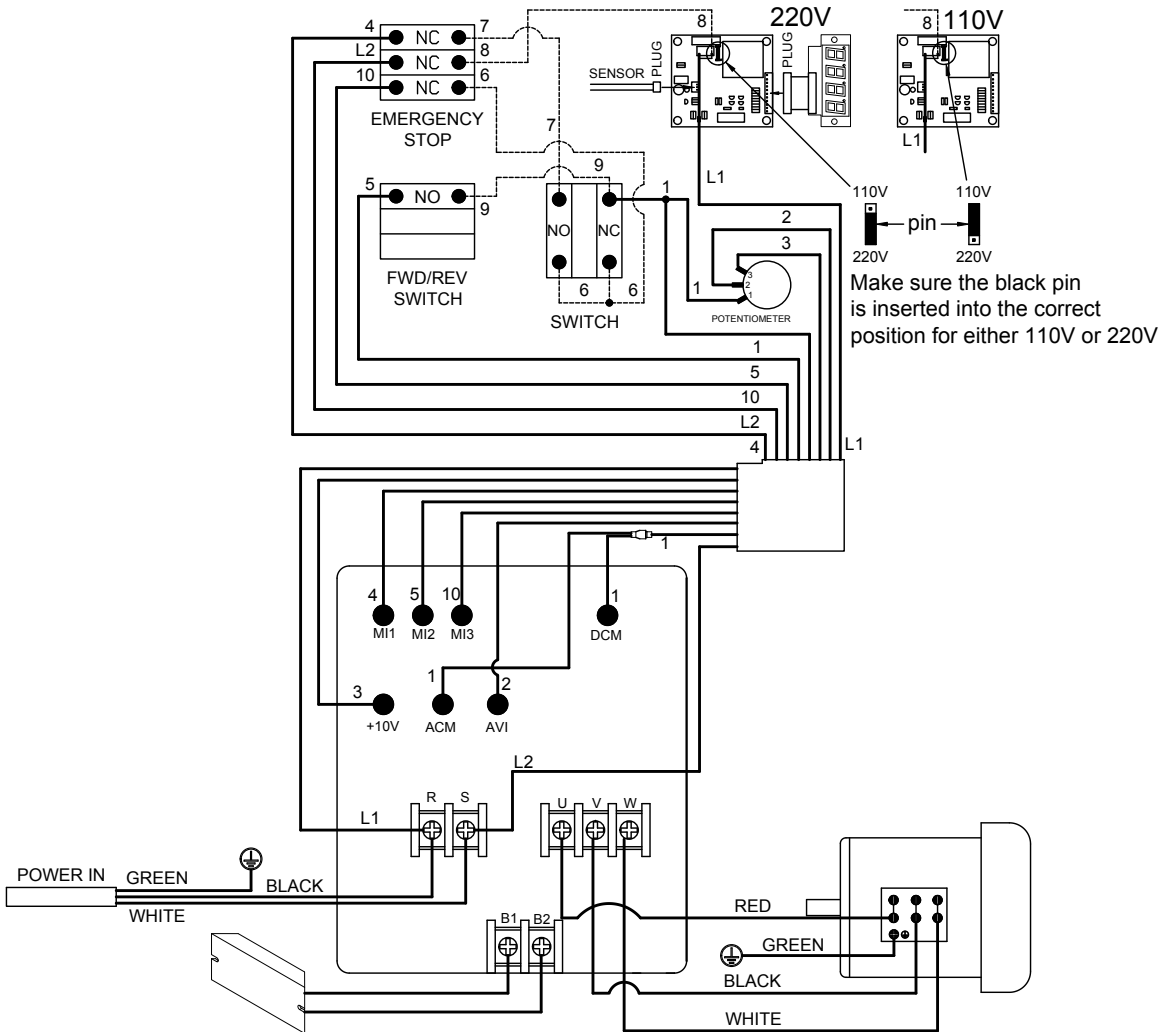 4 NC 7
L2 NC 8
10 NC 6
EMERGENCY
STOP
8
220V
8
110V
SENSOR
PLUG
PLUG
L1
L1
7
9
5 NO 9
FWD/REV
SWITCH
NO
NC
6
6
SWITCH
1
2
3
1
3
2
1
POTENTIOMETER
110V
110V
pin
220V
220V
Make sure the black pin
is inserted into the correct
position for either 110V or 220V
1
5
10
L2
4
L1
1
4
5
10
1
MI1
MI2
MI3
DCM
3
1
2
+10V
ACM
AVI
L2
R
S
U
V
W
L1
POWER IN
GREEN
BLACK
WHITE
B1
B2
RED
GREEN
BLACK
WHITE